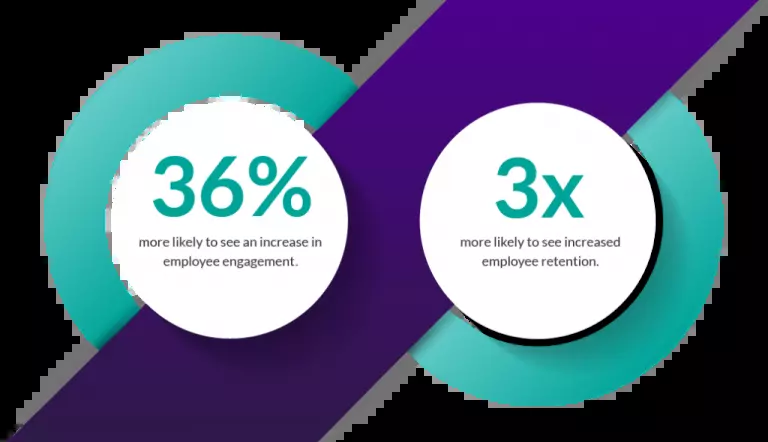 36%
more likely to see an increase in
employee engagement.
3x
more likely to see increased
employee retention.